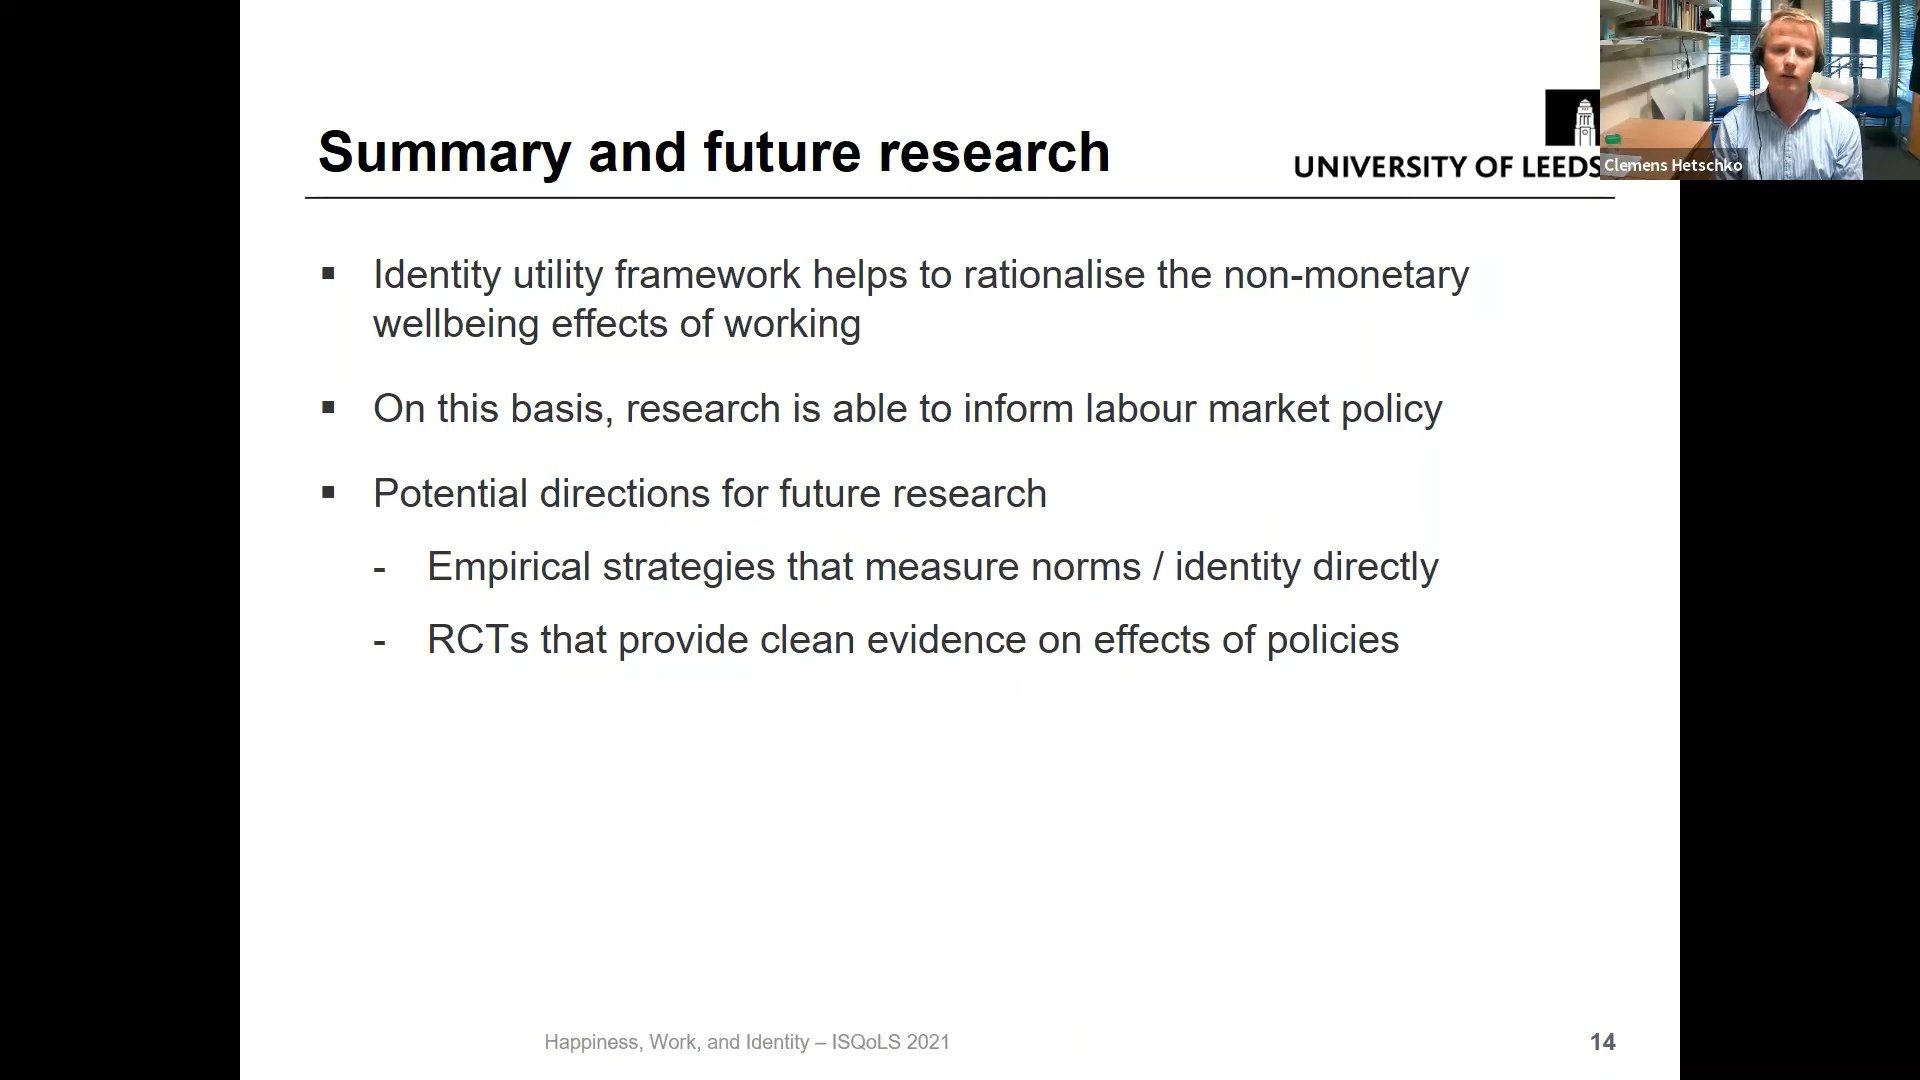 Summary and future research
UNIVERSITY OF LEEDS
Clemens Hetschko
▪ Identity utility framework helps to rationalise the non-monetary
wellbeing effects of working
▪ On this basis, research is able to inform labour market policy
▪ Potential directions for future research
- Empirical strategies that measure norms / identity directly
- RCTs that provide clean evidence on effects of policies
Happiness, Work, and Identity – ISQoLS 2021
14